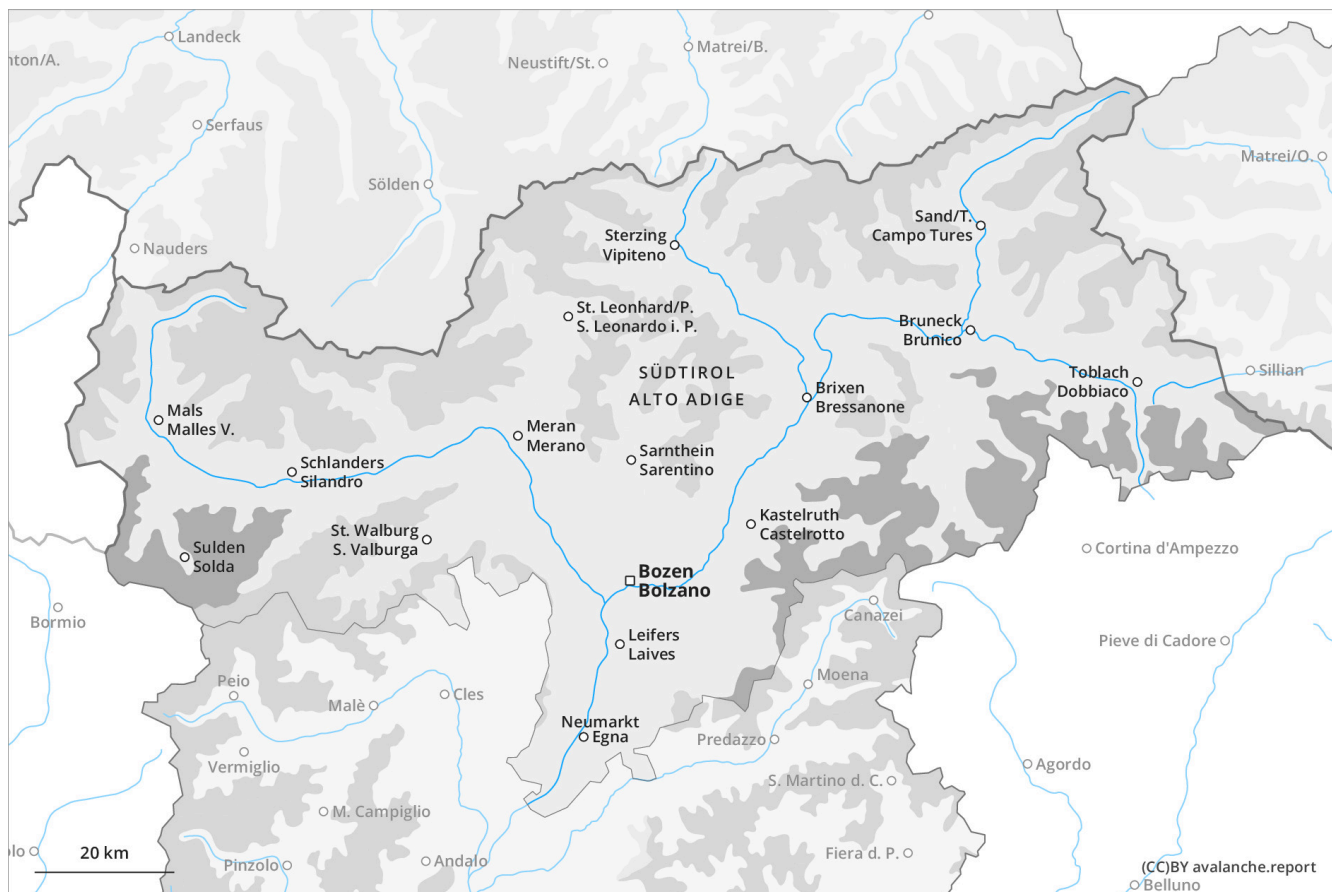 Landeck
nton/A.
Matrei/B.
Neustift/St.
Serfaus
Matrei/O.
Sölden
Sand/T.
Campo Tures
Sterzing
Vipiteno
Nauders
St. Leonhard/P.
S. Leonardo i. P.
Bruneck
Brunico
SÜDTIROL
ALTO ADIGE
Toblach
Dobbiaco
Sillian
Brixen
Bressanone
Mals
Malles V.
Meran
Merano
Sarnthein
Sarentino
Schlanders
Silandro
Kastelruth
Castelrotto
St. Walburg
S. Valburga
Sulden
Solda
Cortina d'Ampezzo
Bozen
Bolzano
Bormio
Canazei
Leifers
Laives
Pieve di Cadore
Moena
Peio
Malè
Cles
Neumarkt
Egna
Predazzo
Vermiglio
Agordo
S. Martino d. C.
M. Campiglio
olo
20 km
Pinzolo
Andalo
Fiera d. P.
(CC)BY avalanche.report
Belluno